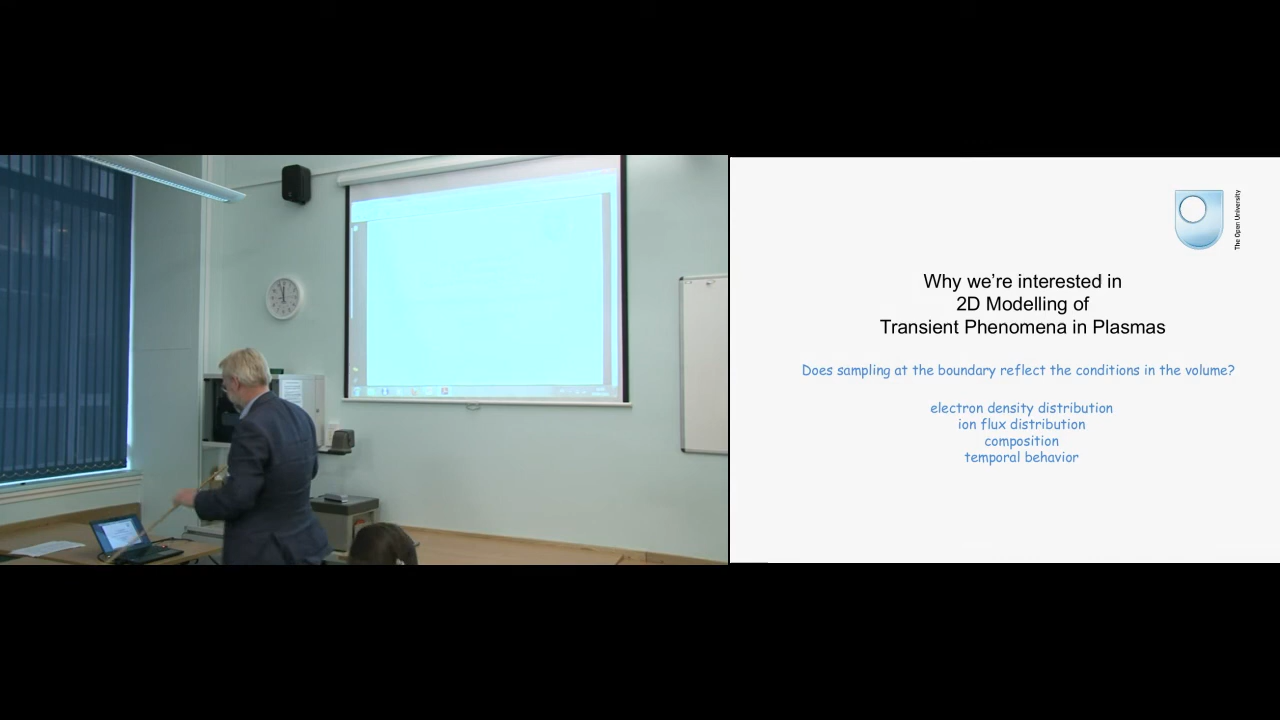 The Open University
Why we’re interested in
2D Modelling of
Transient Phenomena in Plasmas
Does sampling at the boundary reflect the conditions in the volume?
electron density distribution
ion flux distribution
composition
temporal behavior